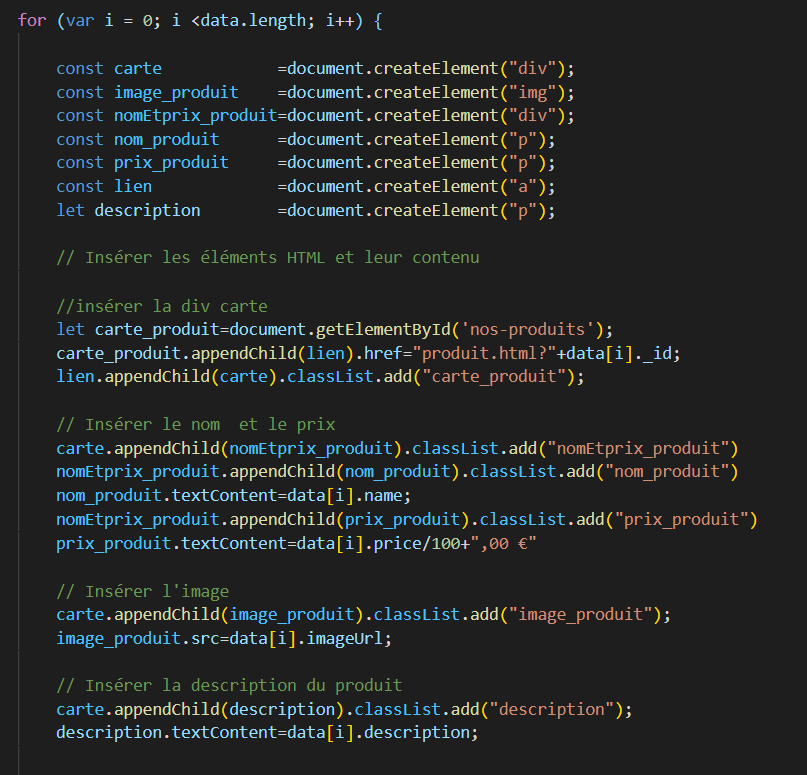 for (var i = 0; i <data.length; i++) {
const carte            =document.createElement("div");
const image_produit    =document.createElement("img");
const nomEtprix_produit=document.createElement("div");
const nom_produit      =document.createElement("p");
const prix_produit     =document.createElement("p");
const lien             =document.createElement("a");
let description        =document.createElement("p");
// Insérer les éléments HTML et leur contenu
//insérer la div carte
let carte_produit=document.getElementById('nos-produits');
carte_produit.appendChild(lien).href="produit.html?"+data[i]._id;
lien.appendChild(carte).classList.add("carte_produit");
// Insérer le nom  et le prix
carte.appendChild(nomEtprix_produit).classList.add("nomEtprix_produit")
nomEtprix_produit.appendChild(nom_produit).classList.add("nom_produit")
nom_produit.textContent=data[i].name;
nomEtprix_produit.appendChild(prix_produit).classList.add("prix_produit")
prix_produit.textContent=data[i].price/100+",00 €"
// Insérer l'image
carte.appendChild(image_produit).classList.add("image_produit");
image_produit.src=data[i].imageUrl;
// Insérer la description du produit
carte.appendChild(description).classList.add("description");
description.textContent=data[i].description;